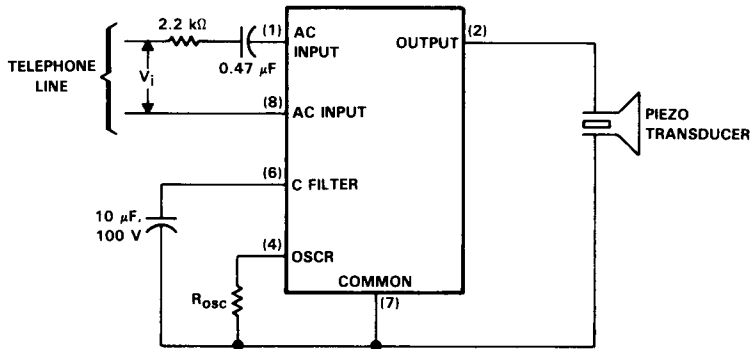 2.2 kΩ
(1)
AC
INPUT
OUTPUT
(2)
TELEPHONE
LINE
Vi
0.47 μF
(8)
AC INPUT
PIEZO
TRANSDUCER
(6)
C FILTER
10 μF,
100 V
(4)
OSCR
Rosc
COMMON
(7)